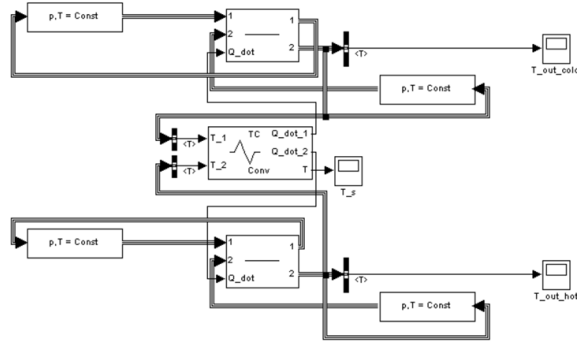 p,T = Const
1
2
Q_dot
1
2
<T>
T_out_cold
p,T = Const
<T>
<T>
T_1
T_2
TC
Conv
Q_dot_1
Q_dot_2
T
T_s
p,T = Const
1
2
Q_dot
1
2
<T>
T_out_hot
p,T = Const